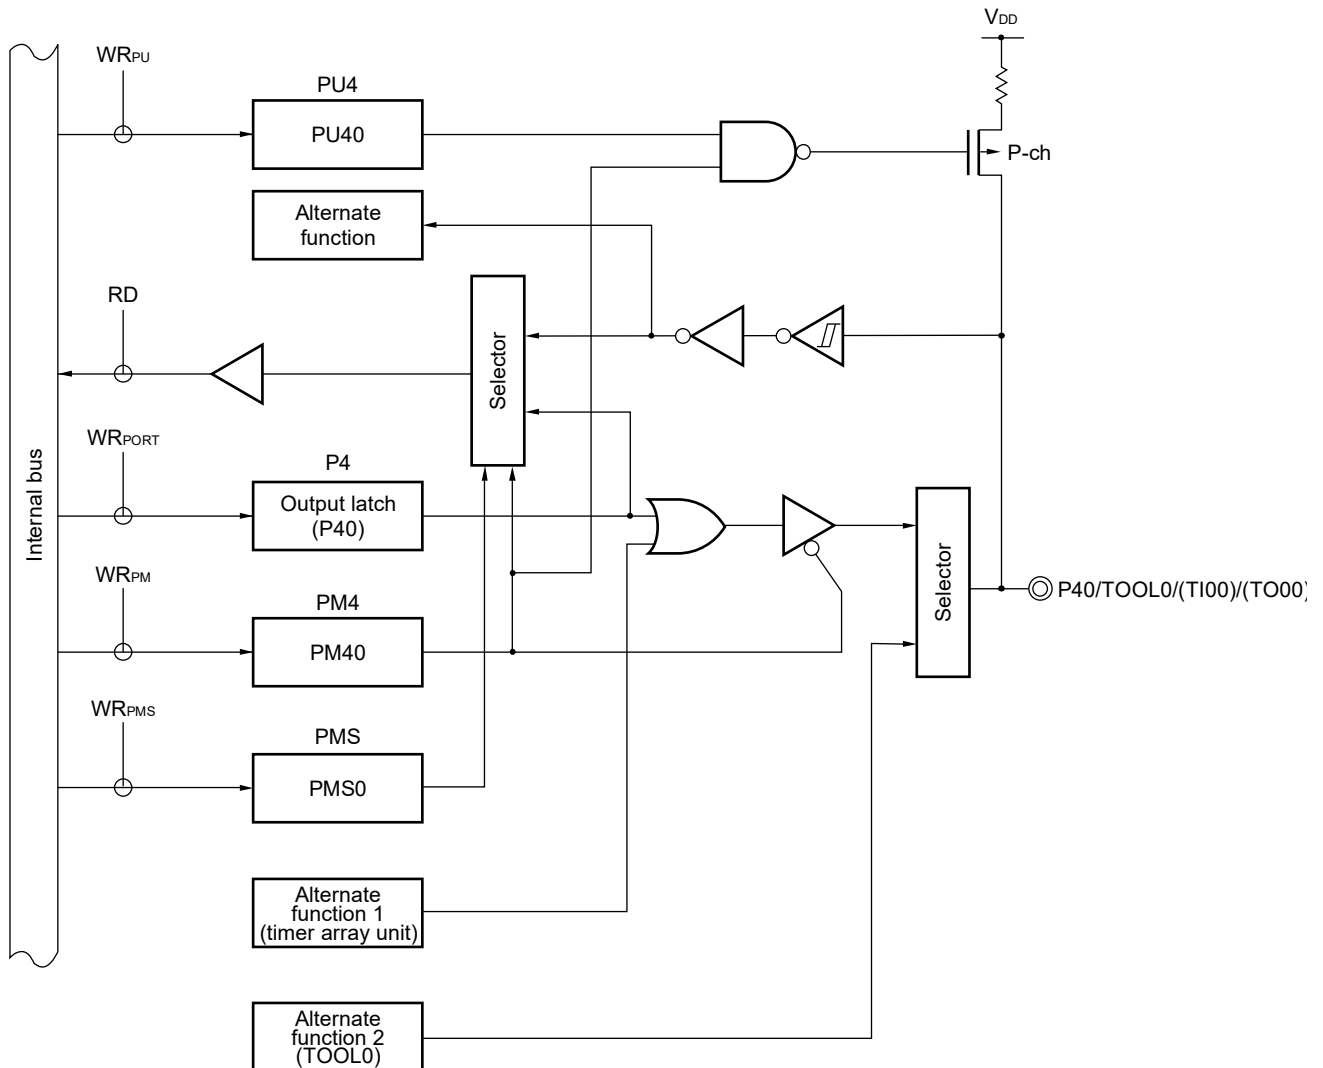 VDD
WRPU
PU4
PU40
P-ch
Alternate
function
RD
Selector
WRPORT
P4
Output latch
(P40)
Internal bus
WRPM
PM4
PM40
Selector
P40/TOOL0/(TI00)/(TO00)
WRPMS
PMS
PMS0
Alternate
function 1
(timer array unit)
Alternate
function 2
(TOOL0)